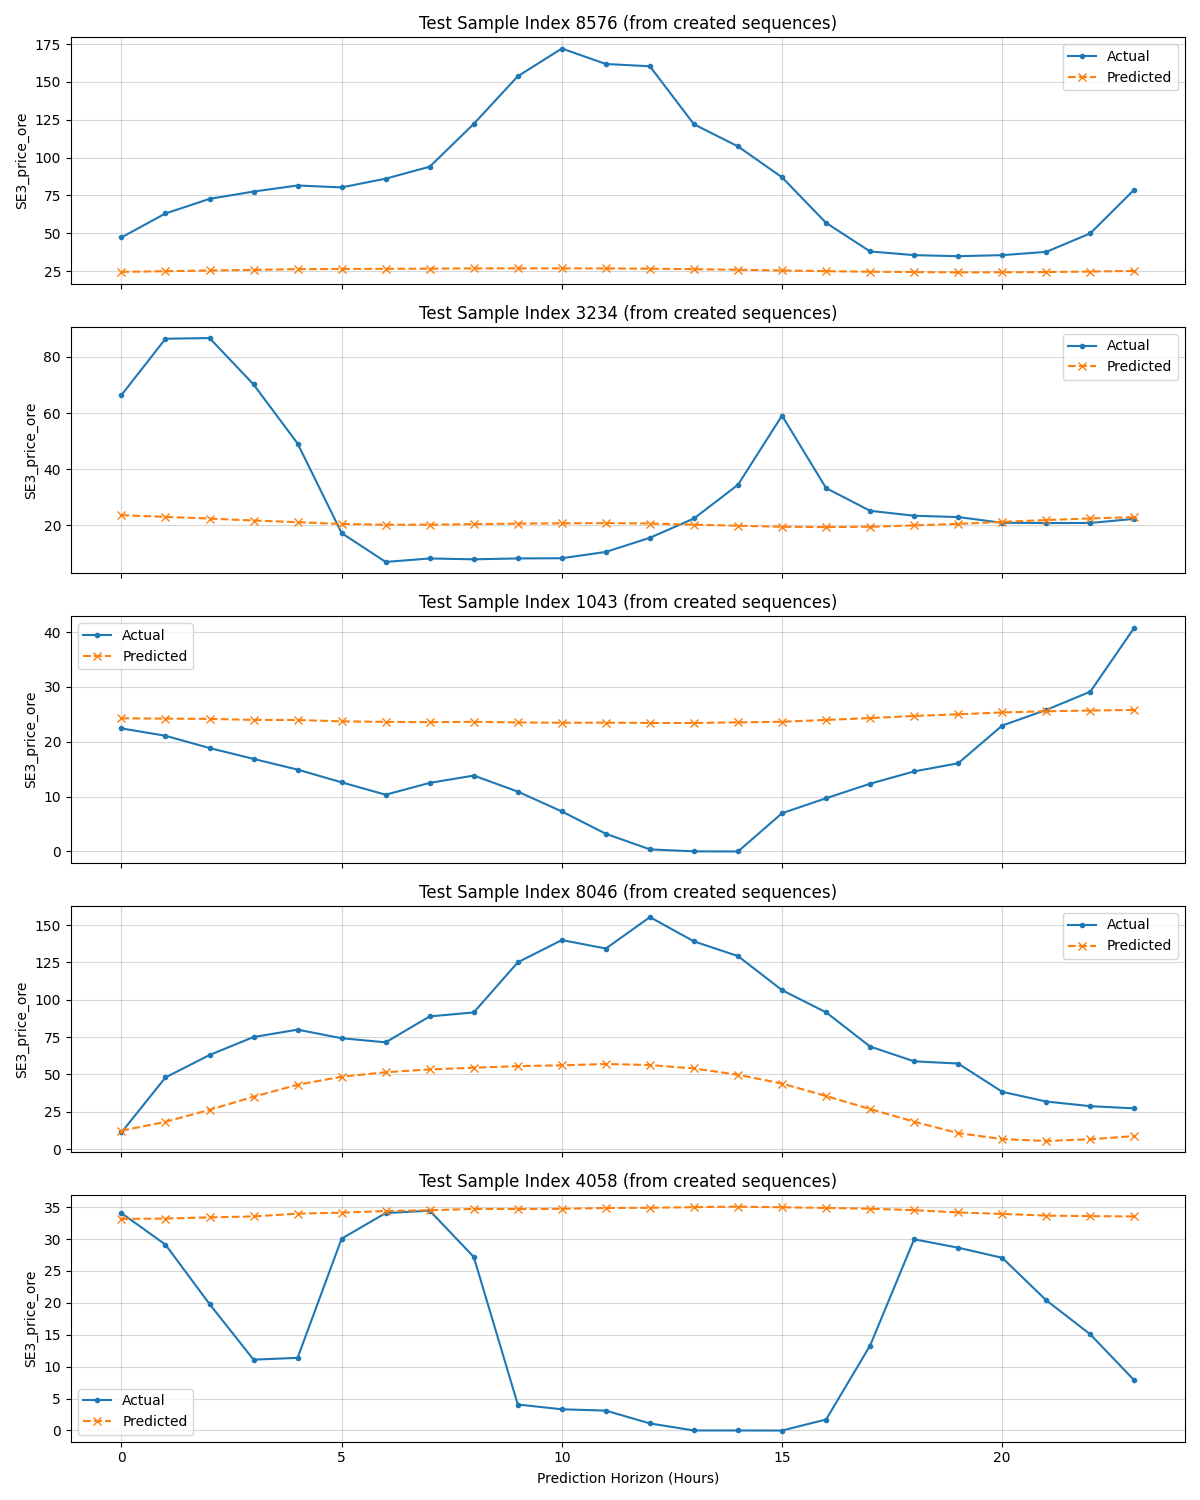 Test Sample Index 8576 (from created sequences)
SE3_price_ore
175
150
125
100
75
50
25
Actual
Predicted
Test Sample Index 3234 (from created sequences)
SE3_price_ore
80
60
40
20
Actual
Predicted
Test Sample Index 1043 (from created sequences)
SE3_price_ore
40
30
20
10
0
Actual
Predicted
Test Sample Index 8046 (from created sequences)
SE3_price_ore
150
125
100
75
50
25
0
Actual
Predicted
Test Sample Index 4058 (from created sequences)
SE3_price_ore
35
30
25
20
15
10
5
0
Actual
Predicted
0 5 10 15 20
Prediction Horizon (Hours)